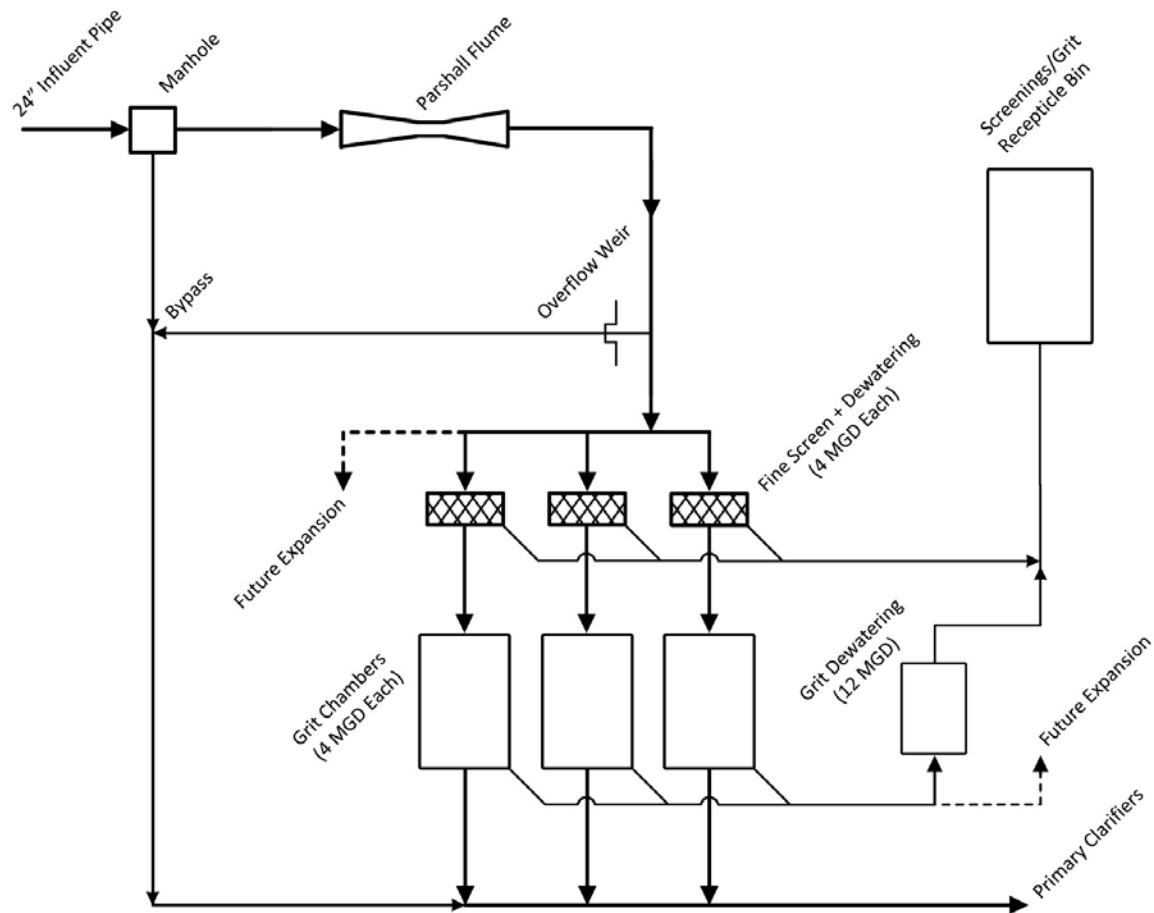 24" Influent Pipe
Manhole
Parshall Flume
Screenings/Grit
Recepticle Bin
Bypass
Overflow Weir
Fine Screen + Dewatering
(4 MGD Each)
Future Expansion
Grit Chambers
(4 MGD Each)
Grit Dewatering
(12 MGD)
Future Expansion
Primary Clarifiers